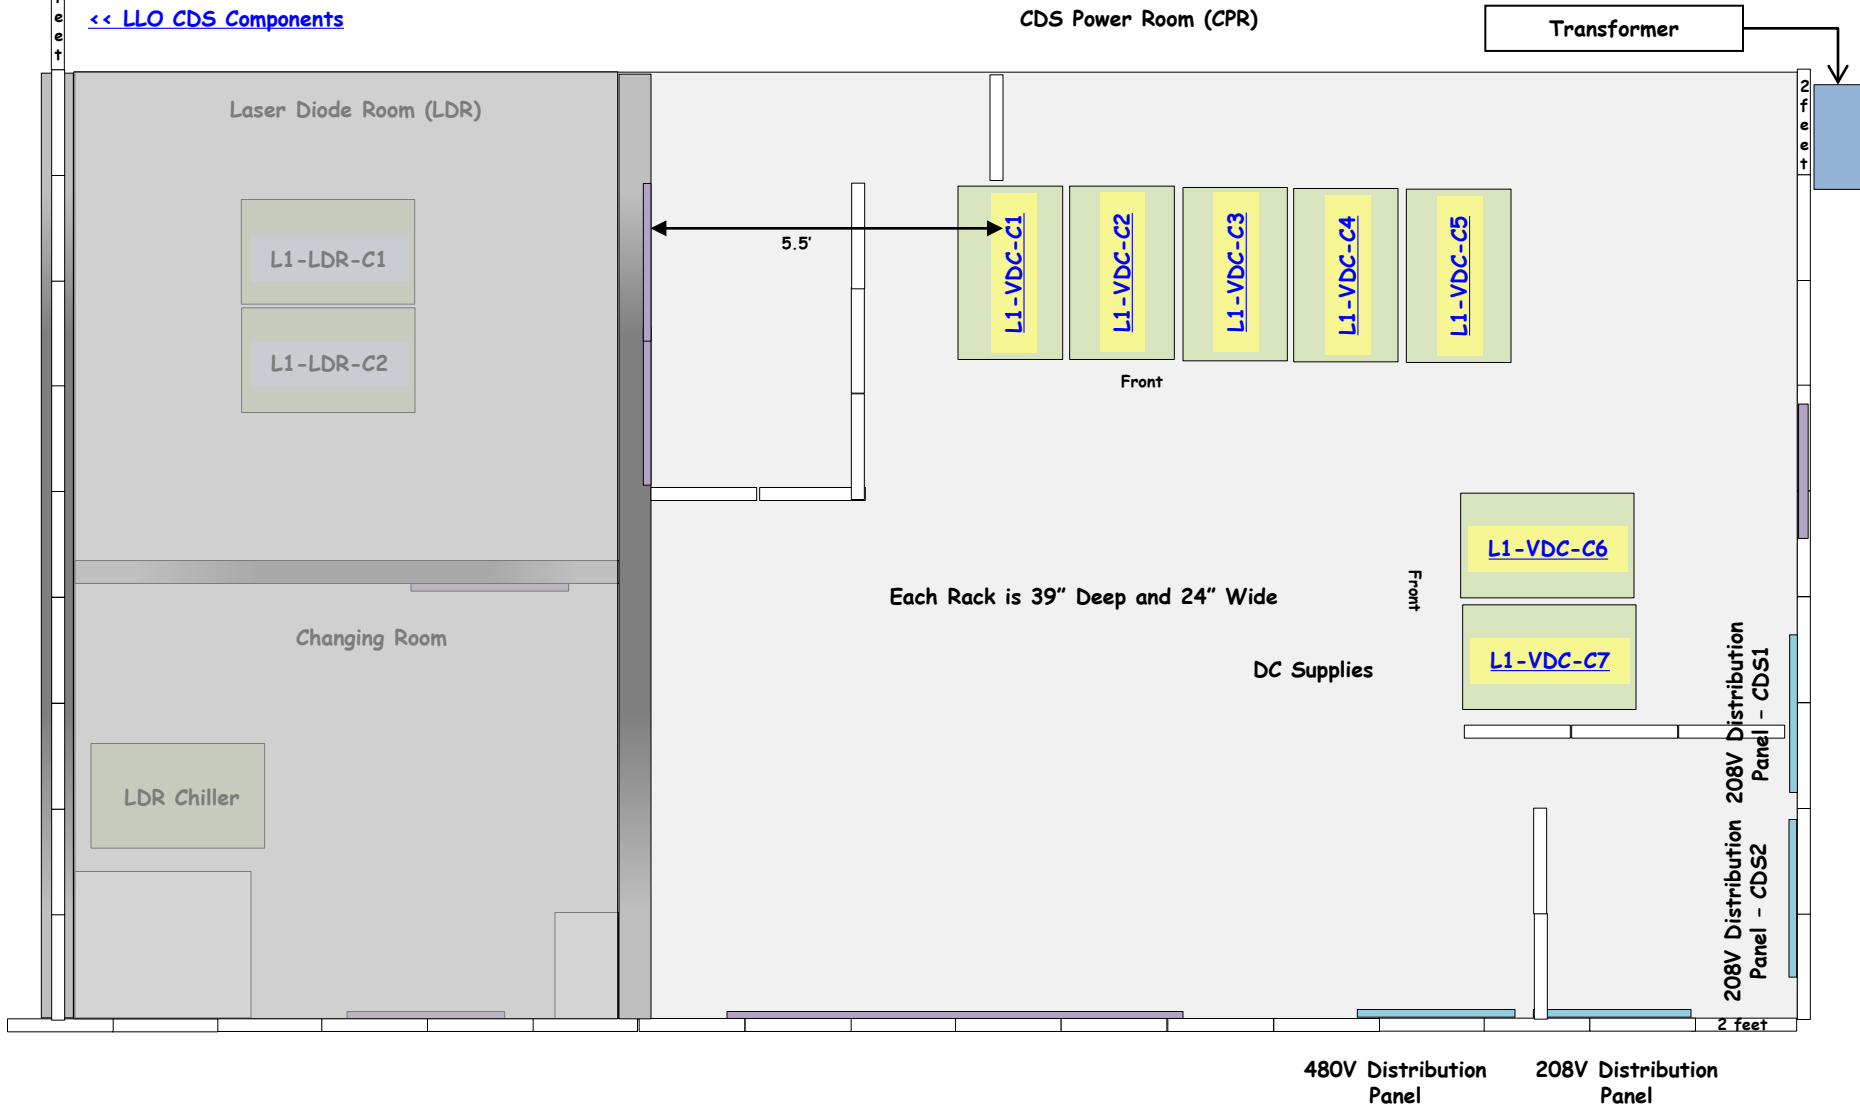 << LLO CDS Components
CDS Power Room (CPR)
Transformer
eet
2feet
Laser Diode Room (LDR)
L1-LDR-C1
L1-LDR-C2
5.5'
L1-VDC-C1
L1-VDC-C2
L1-VDC-C3
L1-VDC-C4
L1-VDC-C5
Front
L1-VDC-C6
Front
Each Rack is 39” Deep and 24” Wide
Changing Room
L1-VDC-C7
DC Supplies
208V Distribution
Panel – CDS1
LDR Chiller
208V Distribution
Panel – CDS2
2 feet
480V Distribution
Panel
208V Distribution
Panel